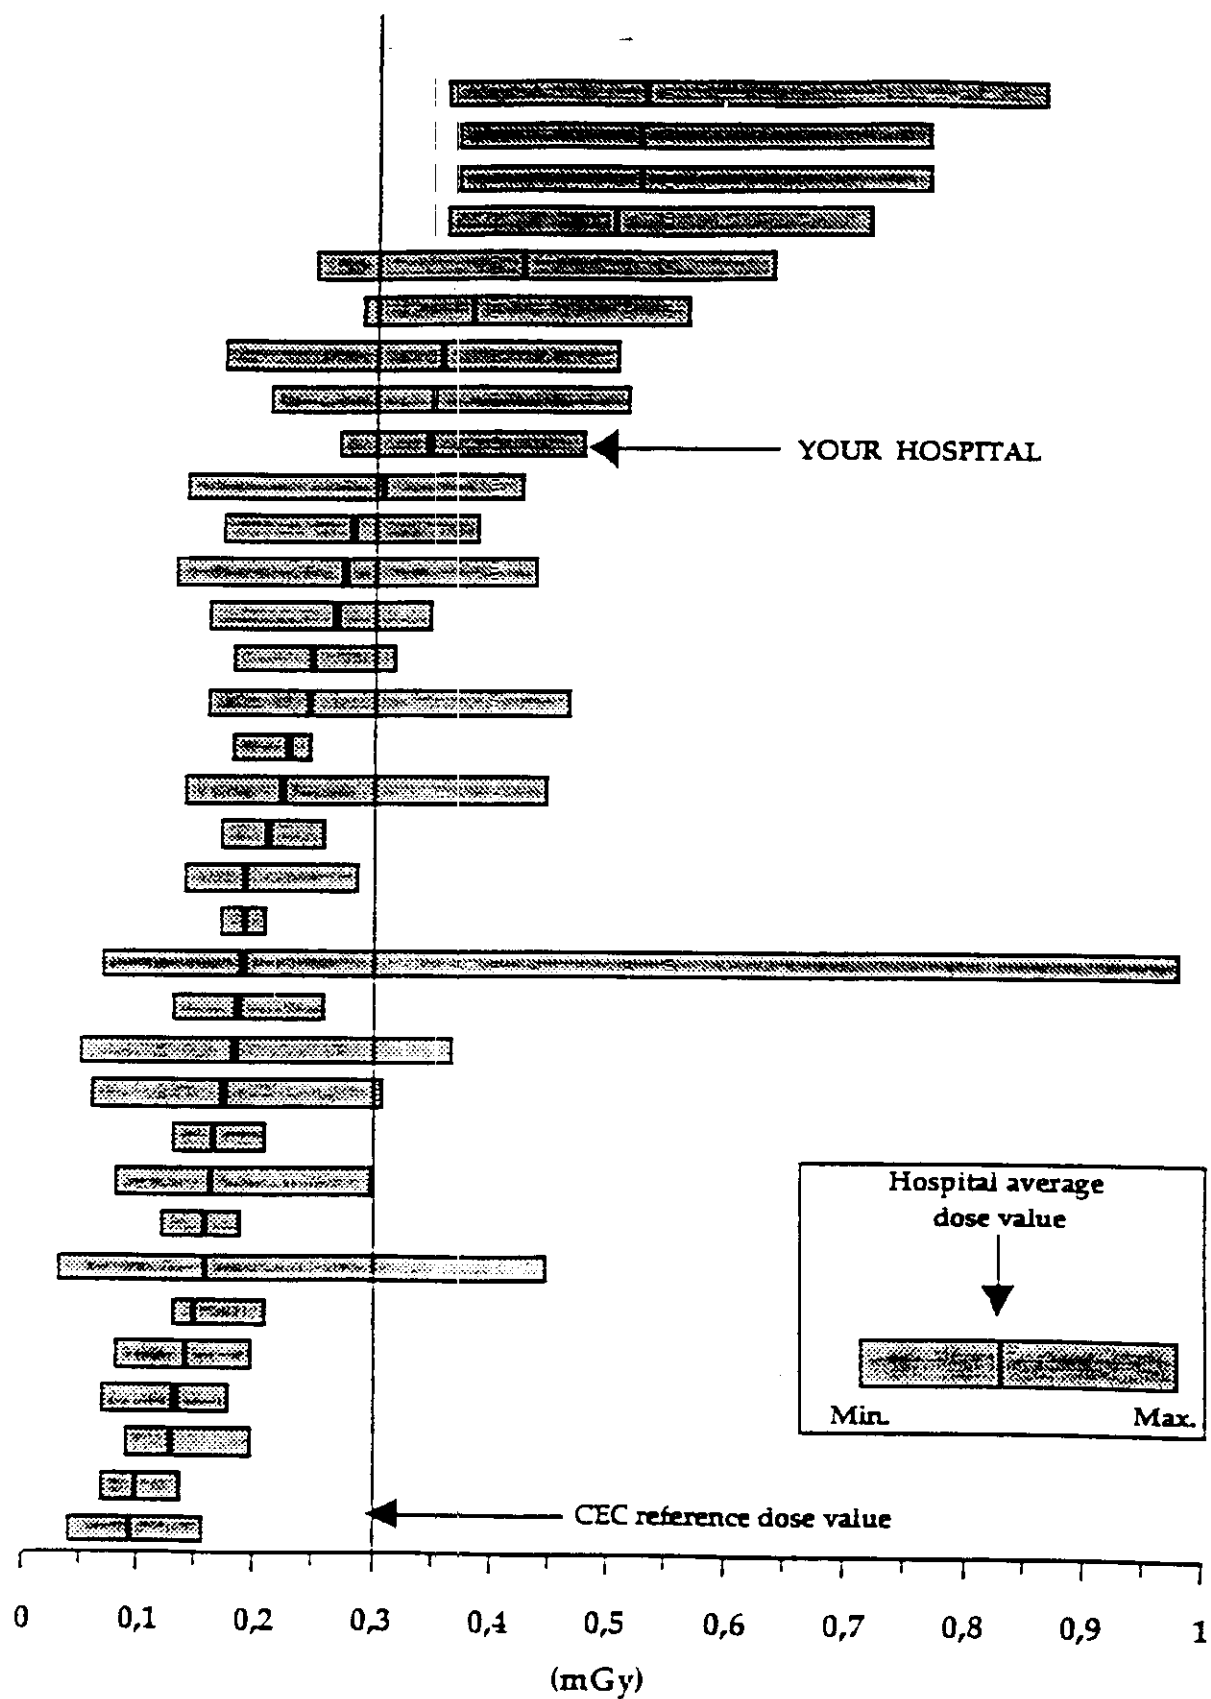 YOUR HOSPITAL
Hospital average
dose value
Min.
Max.
CEC reference dose value
0
0,1
0,2
0,3
0,4
0,5
0,6
0,7
0,8
0,9
1
(mGy)